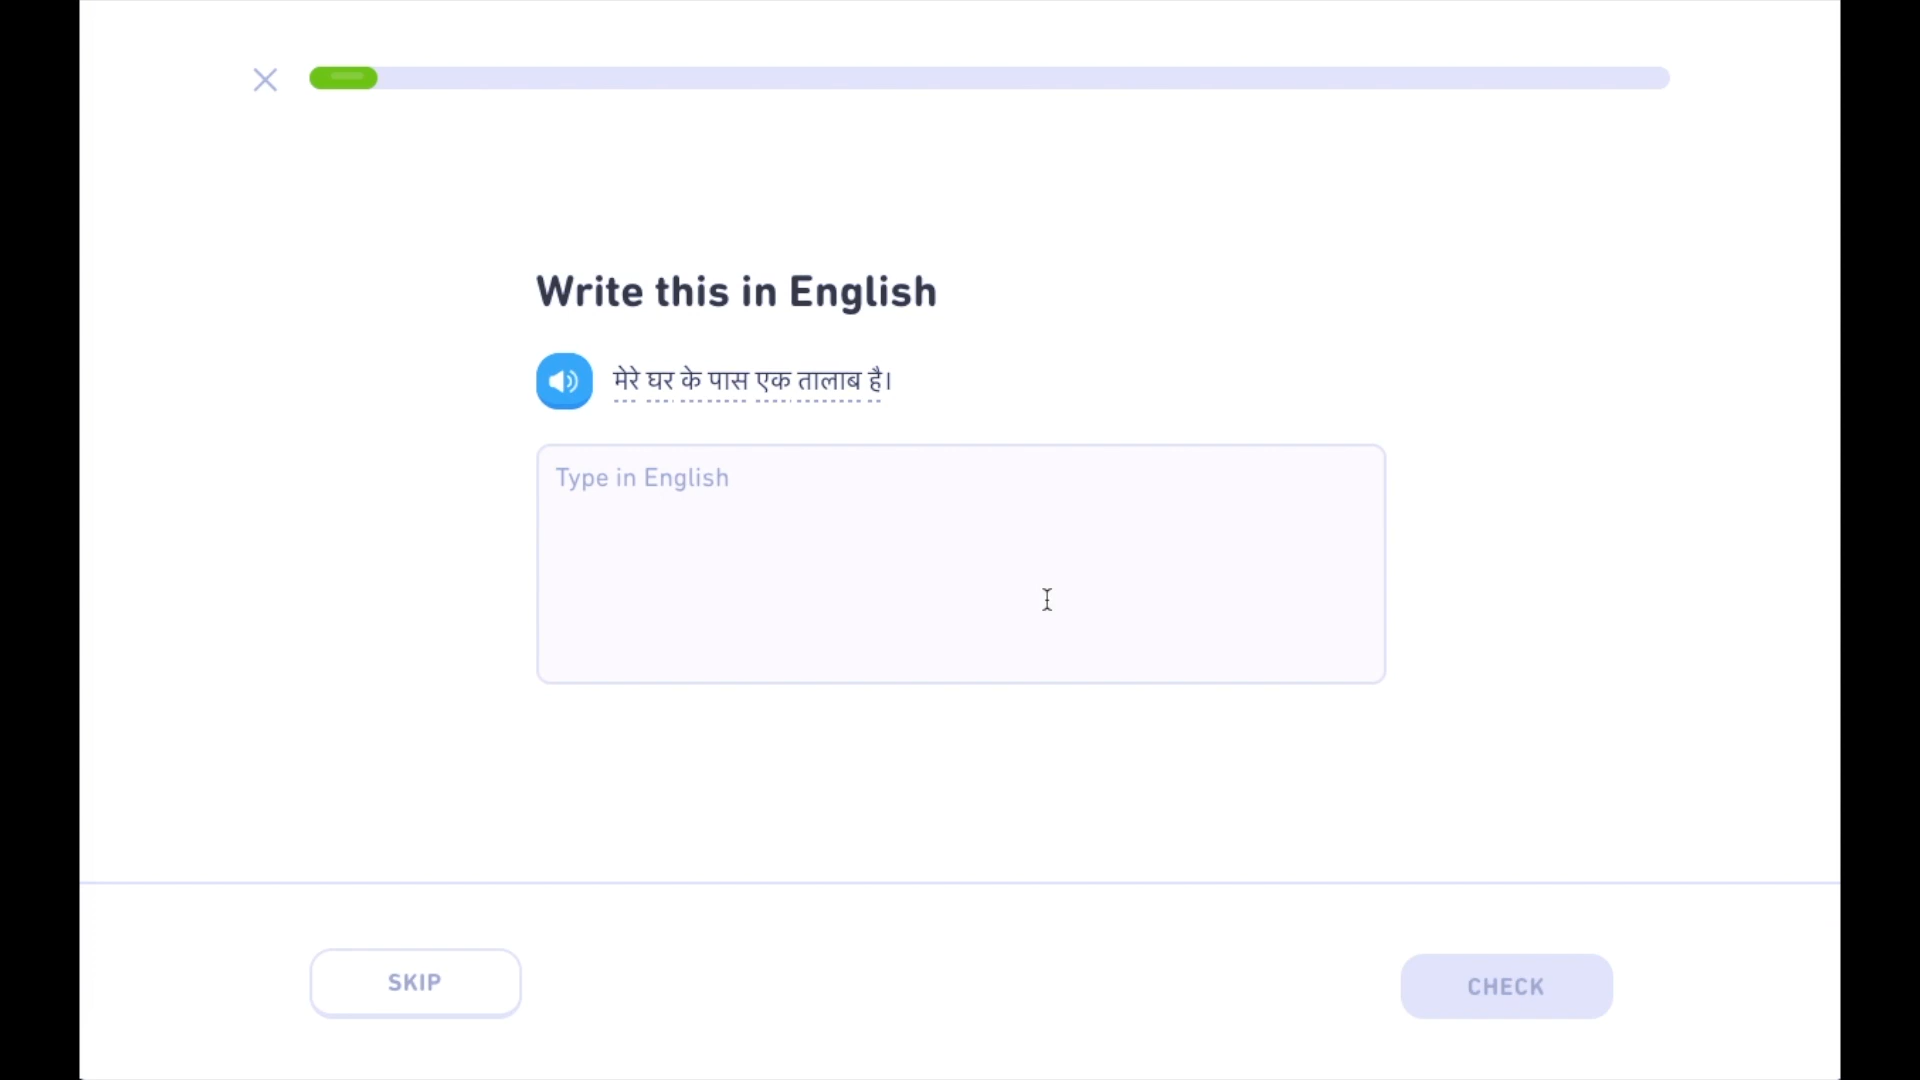 Write this in English
मेरे घर के पास एक तालाब है।
Type in English
SKIP
CHECK